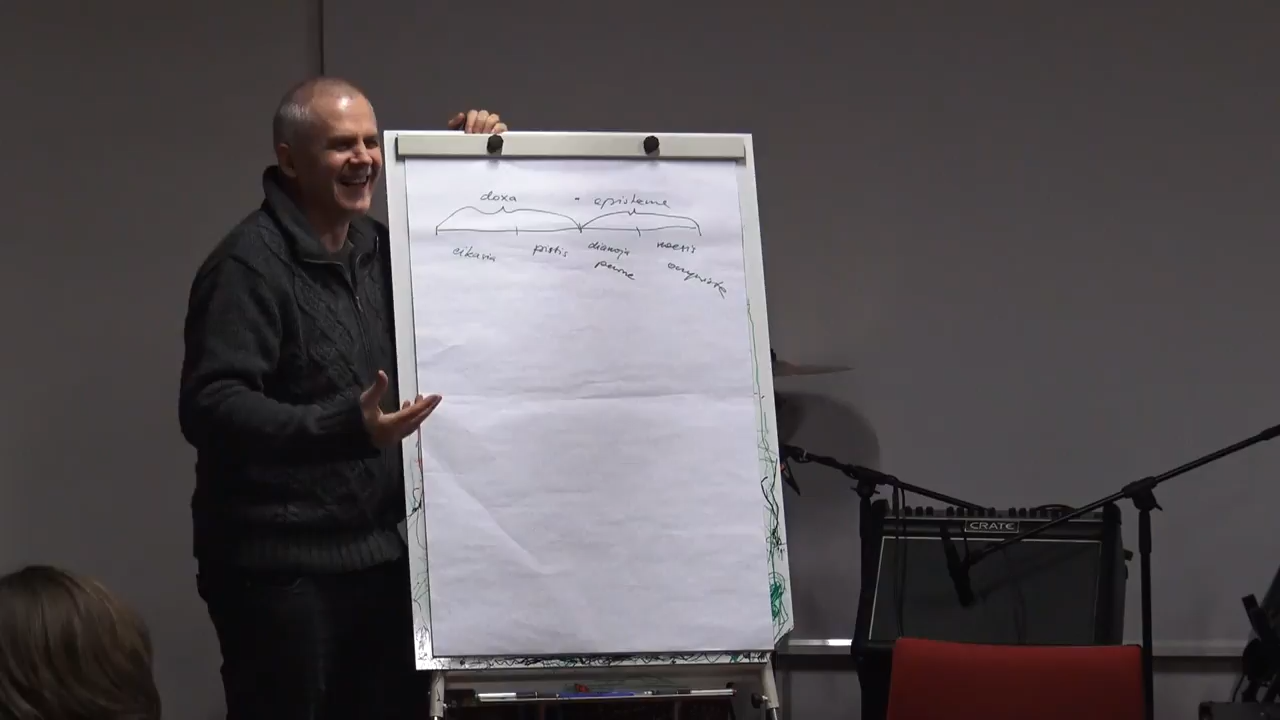 doxa - episteme
eikasia pistis dianoja noesis
pewne oczywiste
CRATE